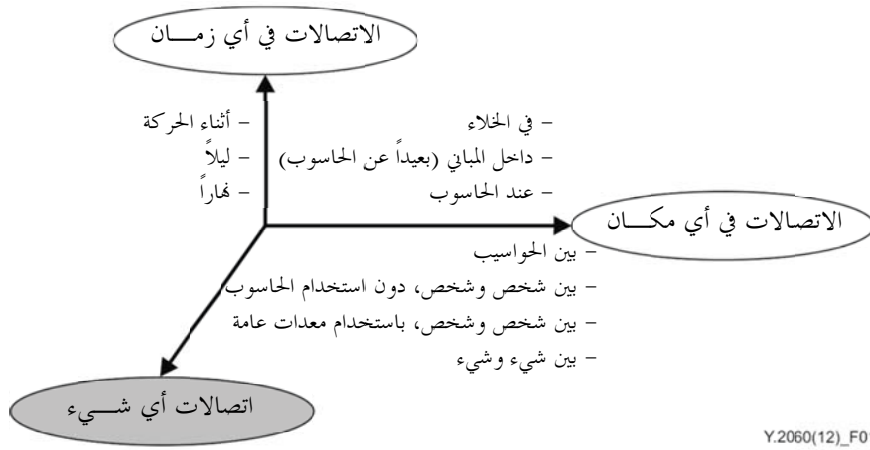 الاتصالات في أي زمـــان
– أثناء الحركة
– ليلاً
– نهاراً
– في الخلاء
– داخل المباني (بعيداً عن الحاسوب)
– عند الحاسوب
الاتصالات في أي مكـــان
– بين الحواسيب
– بين شخص وشخص، دون استخدام الحاسوب
– بين شخص وشخص، باستخدام معدات عامة
– بين شيء وشيء
اتصالات أي شـــيء
Y.2060(12)_F01